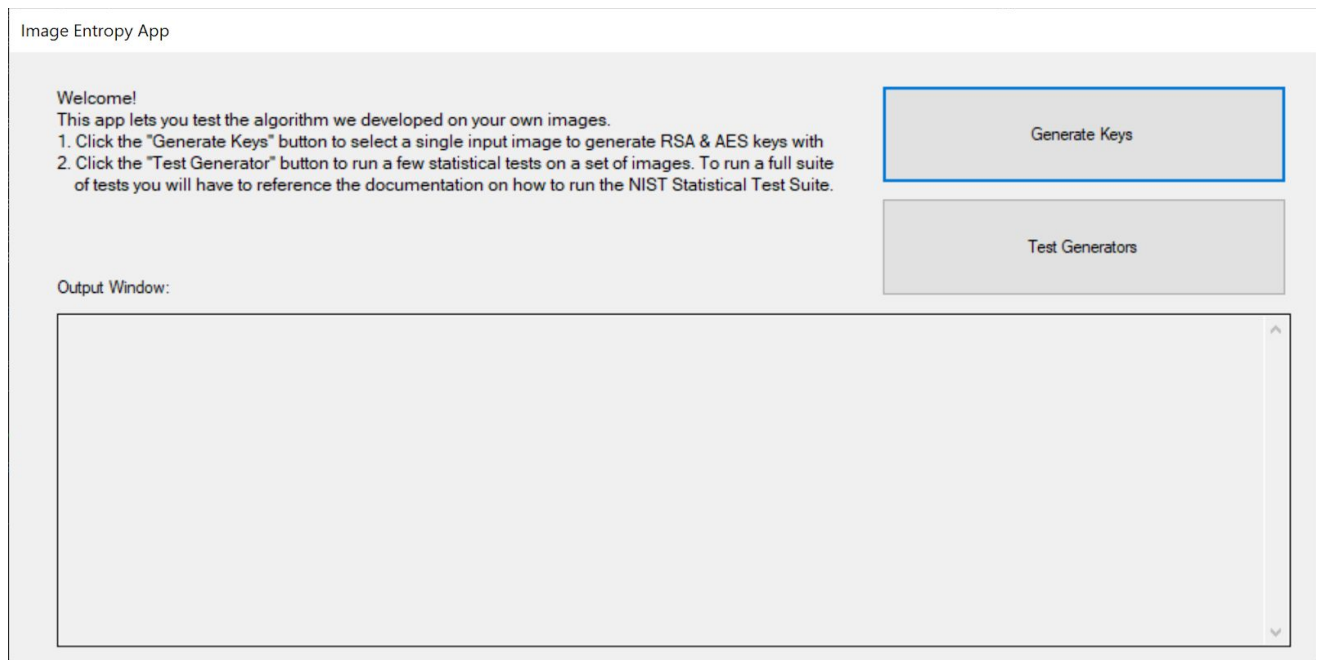 Image Entropy App
Welcome!
This app lets you test the algorithm we developed on your own images.
1. Click the "Generate Keys" button to select a single input image to generate RSA & AES keys with
2. Click the "Test Generator" button to run a few statistical tests on a set of images. To run a full suite
of tests you will have to reference the documentation on how to run the NIST Statistical Test Suite.
Generate Keys
Test Generators
Output Window: